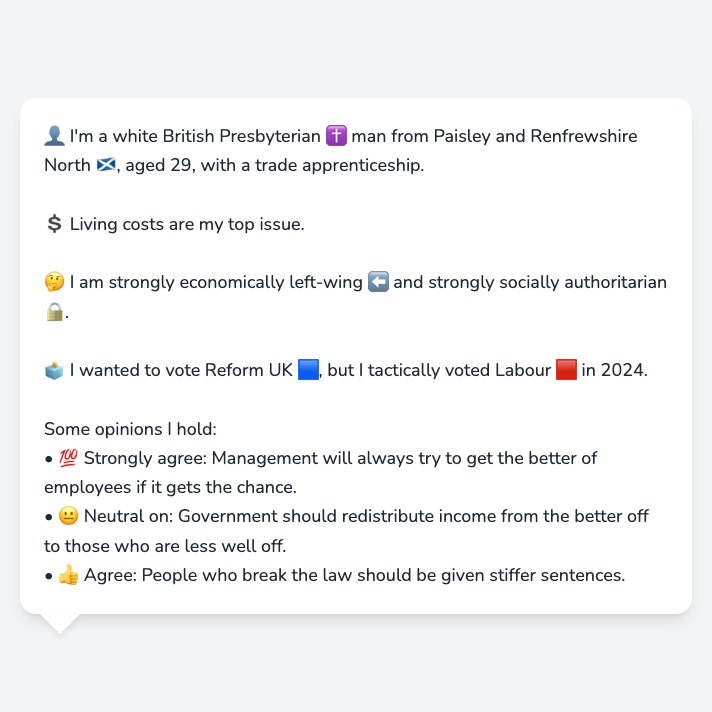 👤 I'm a white British Presbyterian ✝️ man from Paisley and Renfrewshire
North 🏴󠁧󠁢󠁳󠁣󠁴󠁿, aged 29, with a trade apprenticeship.
💲 Living costs are my top issue.
🤔 I am strongly economically left-wing ⬅️ and strongly socially authoritarian
🔒.
🗳️ I wanted to vote Reform UK 🟦, but I tactically voted Labour 🟥 in 2024.
Some opinions I hold:
• 💯 Strongly agree: Management will always try to get the better of
employees if it gets the chance.
• 😐 Neutral on: Government should redistribute income from the better off
to those who are less well off.
• 👍 Agree: People who break the law should be given stiffer sentences.